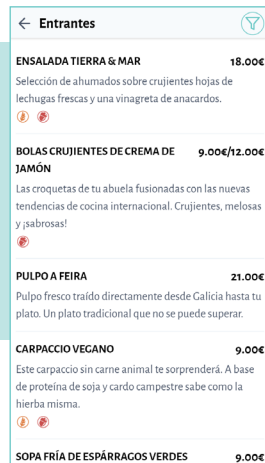 Entrantes
ENSALADA TIERRA & MAR 18.00€
Selección de ahumados sobre crujientes hojas de
lechugas frescas y una vinagreta de anacardos.
BOLAS CRUJIENTES DE CREMA DE 9.00€/12.00€
JAMÓN
Las croquetas de tu abuela fusionadas con las nuevas
tendencias de cocina internacional. Crujientes, melosas
y ¡sabrosas!
PULPO A FEIRA 21.00€
Pulpo fresco traído directamente desde Galicia hasta tu
plato. Un plato tradicional que no se puede superar.
CARPACCIO VEGANO 9.00€
Este carpaccio sin carne animal te sorprenderá. A base
de proteína de soja y cardo campestre sabe como la
hierba misma.
SOPA FRÍA DE ESPÁRRAGOS VERDES 9.00€